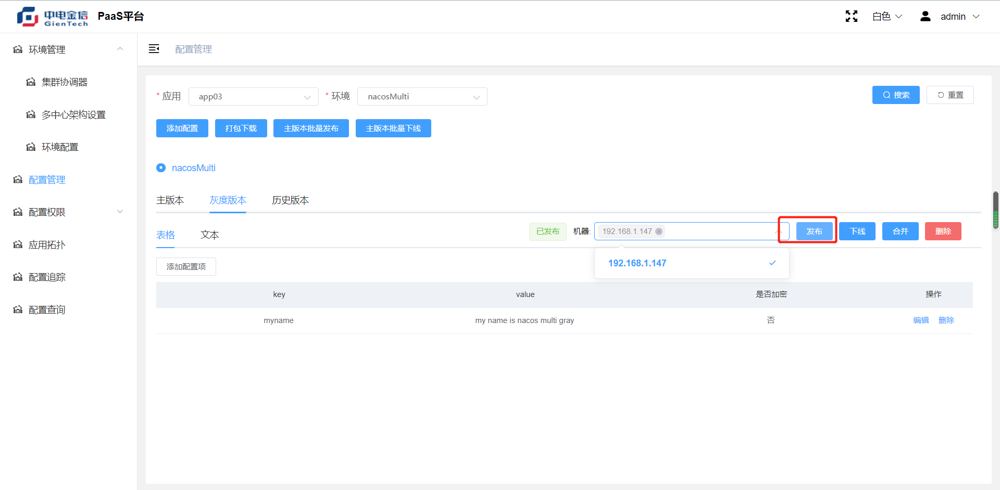 中电金信
GienTech
PaaS平台
白色
admin
环境管理
集群协调器
多中心架构设置
环境配置
配置管理
配置权限
应用拓扑
配置追踪
配置查询
配置管理
* 应用 app03 * 环境 nacosMulti 搜索 重置
添加配置 打包下载 主版本批量发布 主版本批量下线
nacosMulti
主版本 灰度版本 历史版本
表格 文本 已发布 机器: 192.168.1.147 发布 下线 合并 删除
192.168.1.147
添加配置项
key value 是否加密 操作
myname my name is nacos multi gray 否 编辑 删除